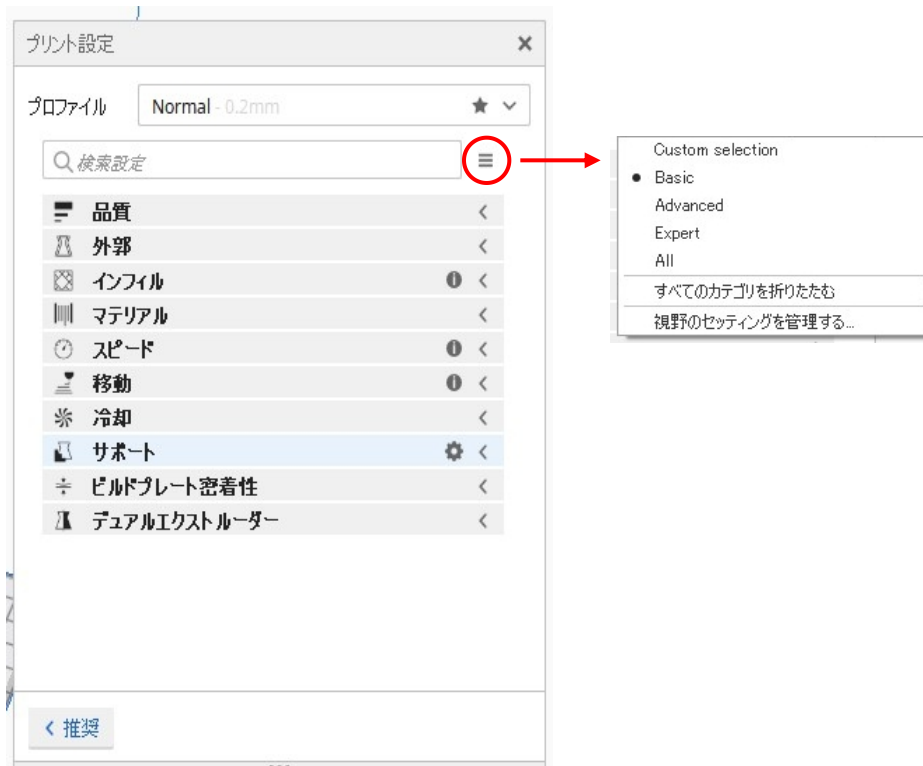 プリント設定
プロファイル Normal - 0.2mm
検索設定
品質
外郭
インフィル
マテリアル
スピード
移動
冷却
サポート
ビルドプレート密着性
デュアルエクストルーダー
推奨
Custom selection
Basic
Advanced
Expert
All
すべてのカテゴリを折りたたむ
視野のセッティングを管理する...